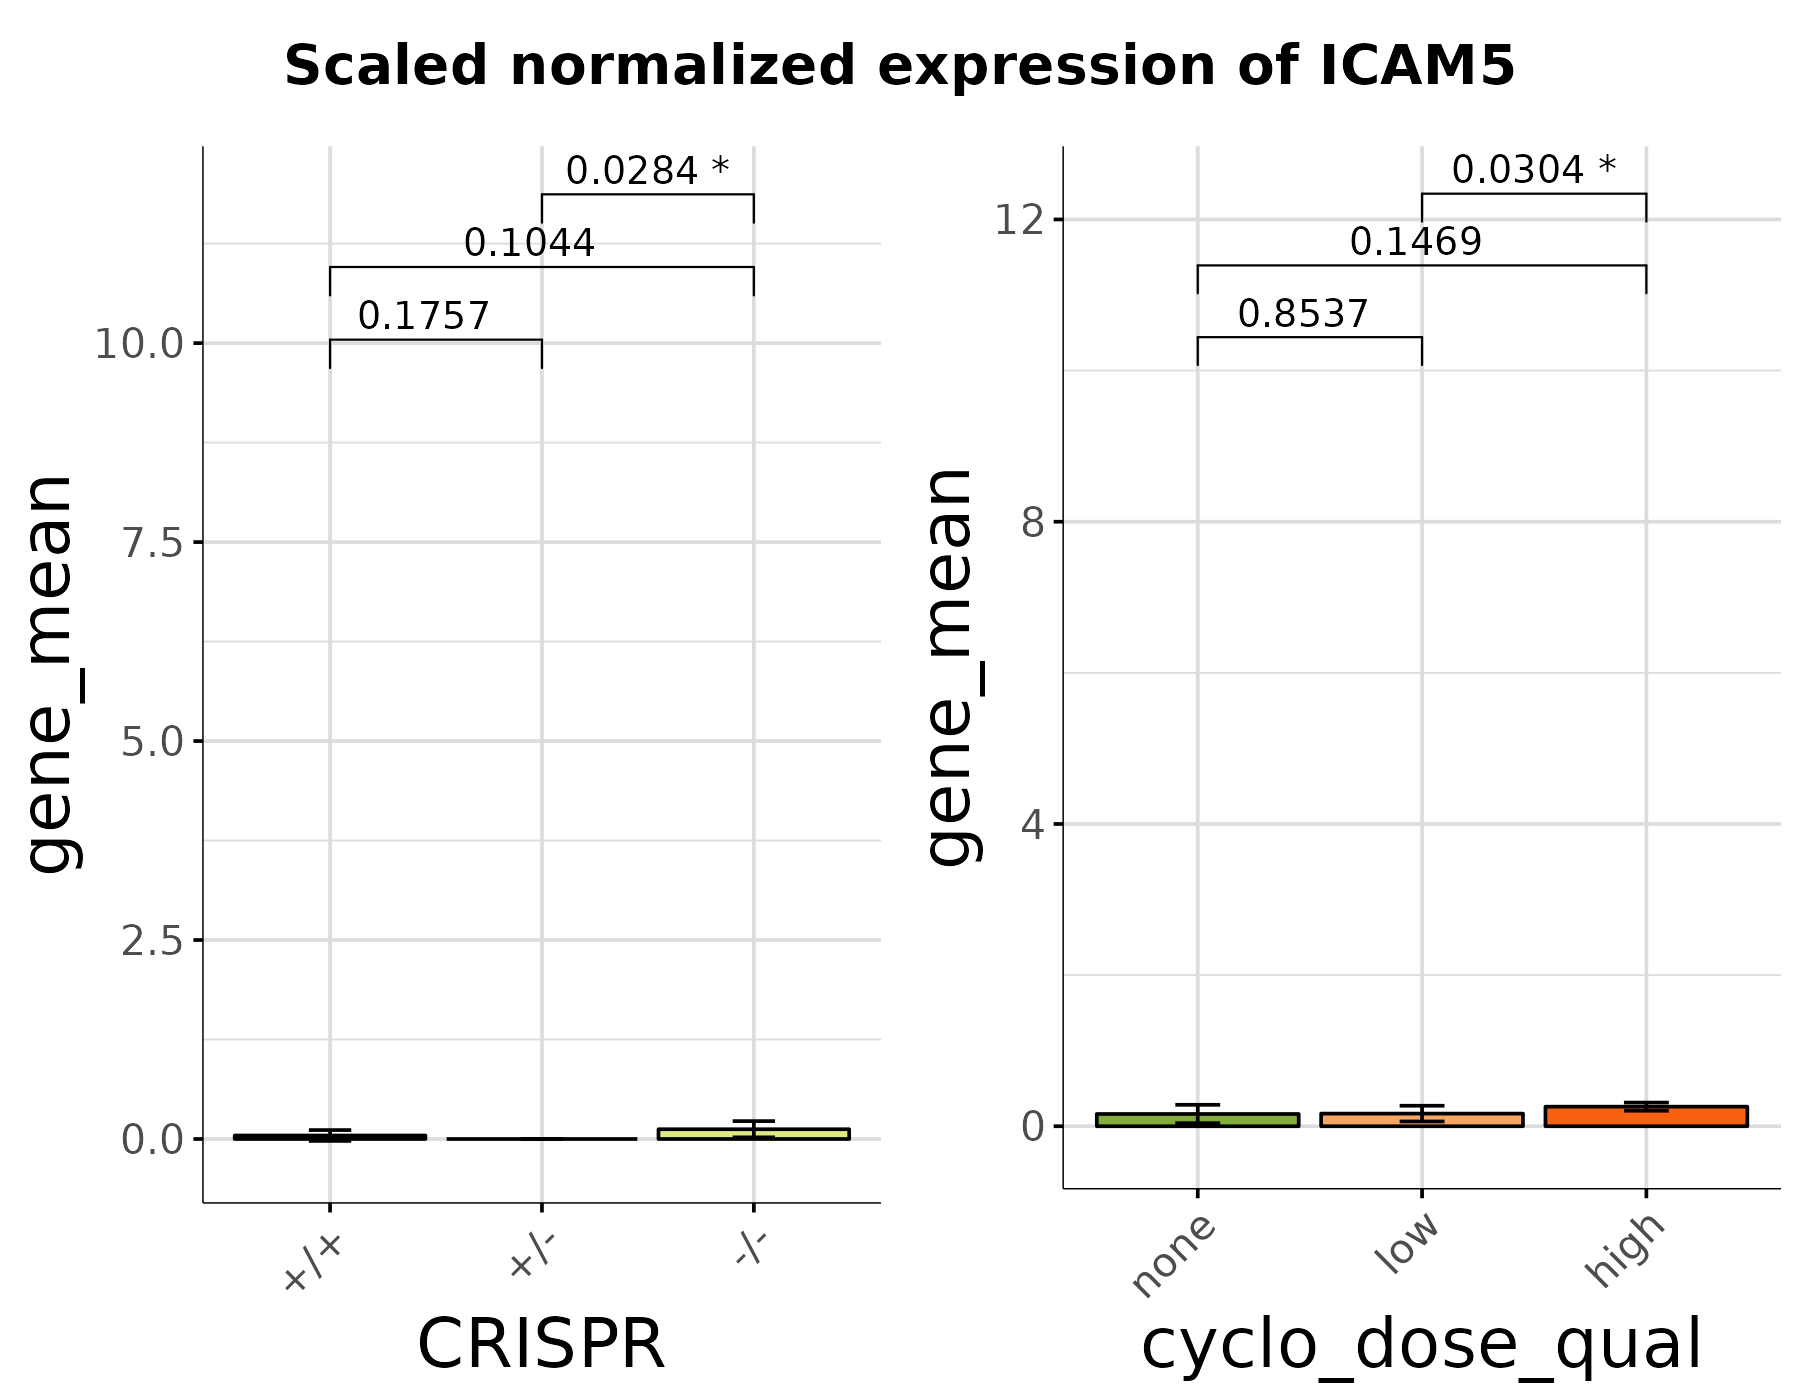 Scaled normalized expression of ICAM5
gene_mean
10.0
7.5
5.0
2.5
0.0
0.0284 *
0.1044
0.1757
+/+
+/-
-/-
CRISPR
gene_mean
12
8
4
0
0.0304 *
0.1469
0.8537
none
low
high
cyclo_dose_qual